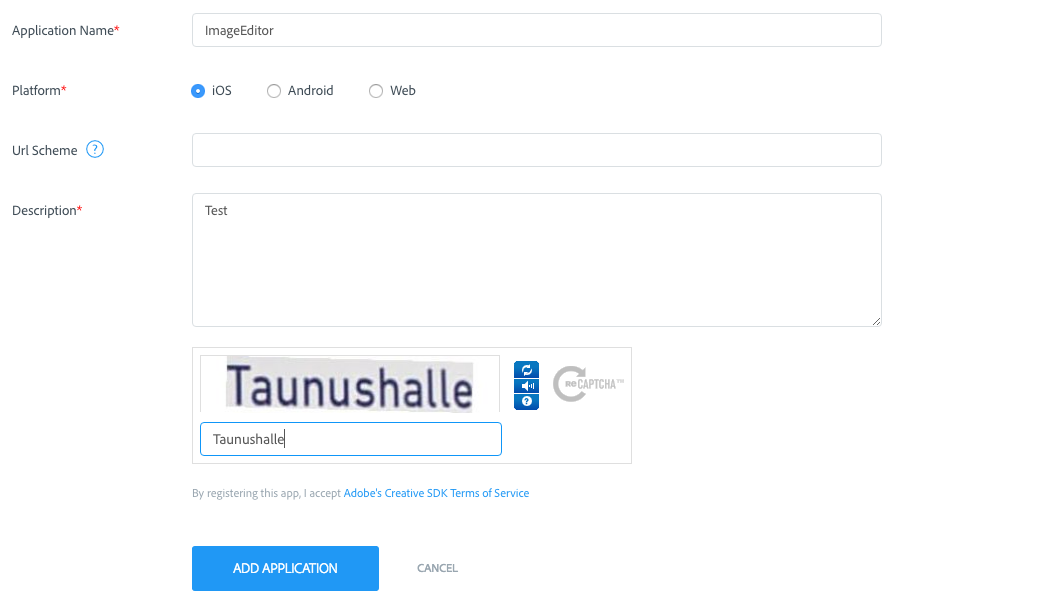 Application Name* ImageEditor
Platform* iOS Android Web
Url Scheme ?
Description* Test
Taunushalle
? reCAPTCHA™
Taunushalle
By registering this app, I accept Adobe's Creative SDK Terms of Service
ADD APPLICATION CANCEL